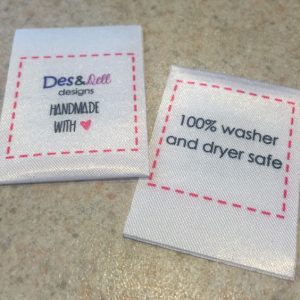 Des&Dell
designs
HANDMADE
WITH
100% washer
and dryer safe